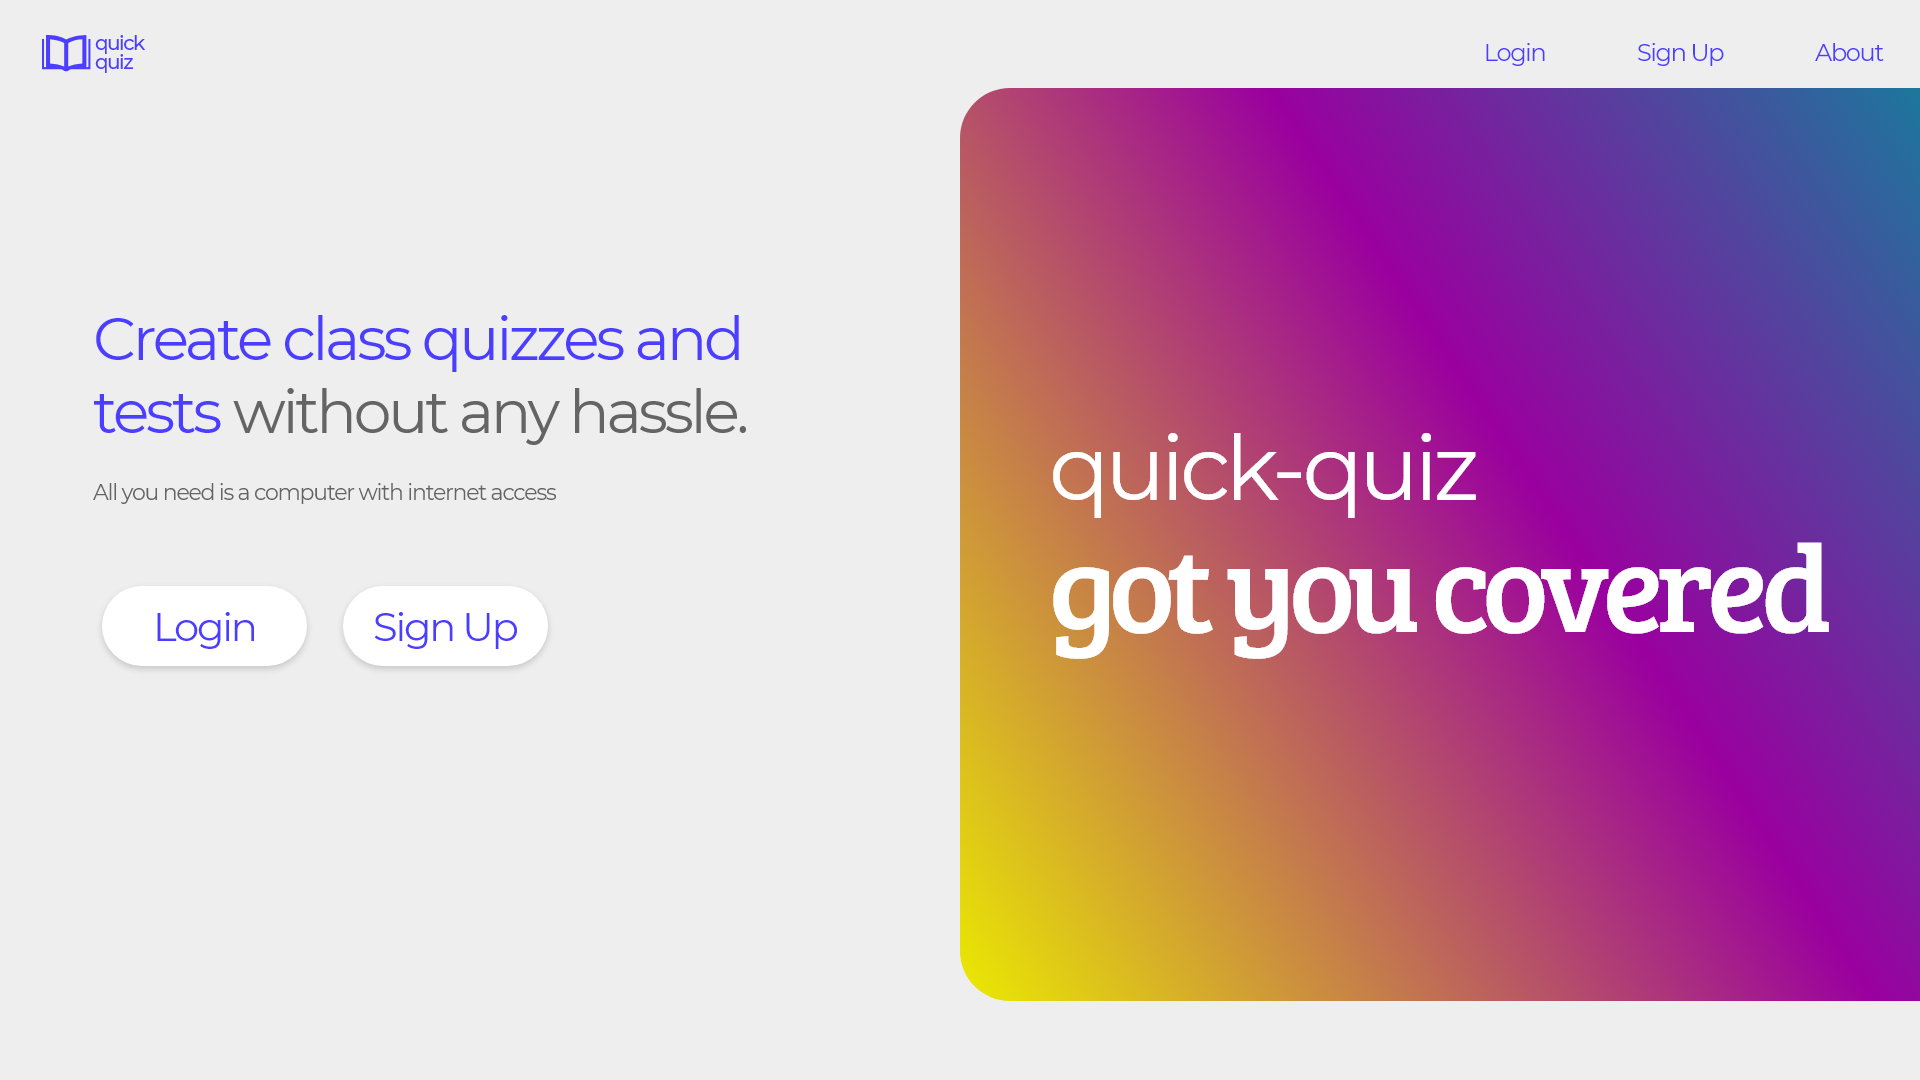 quick
quiz
Login
Sign Up
About
Create class quizzes and
tests without any hassle.
All you need is a computer with internet access
Login
Sign Up
quick-quiz
got you covered